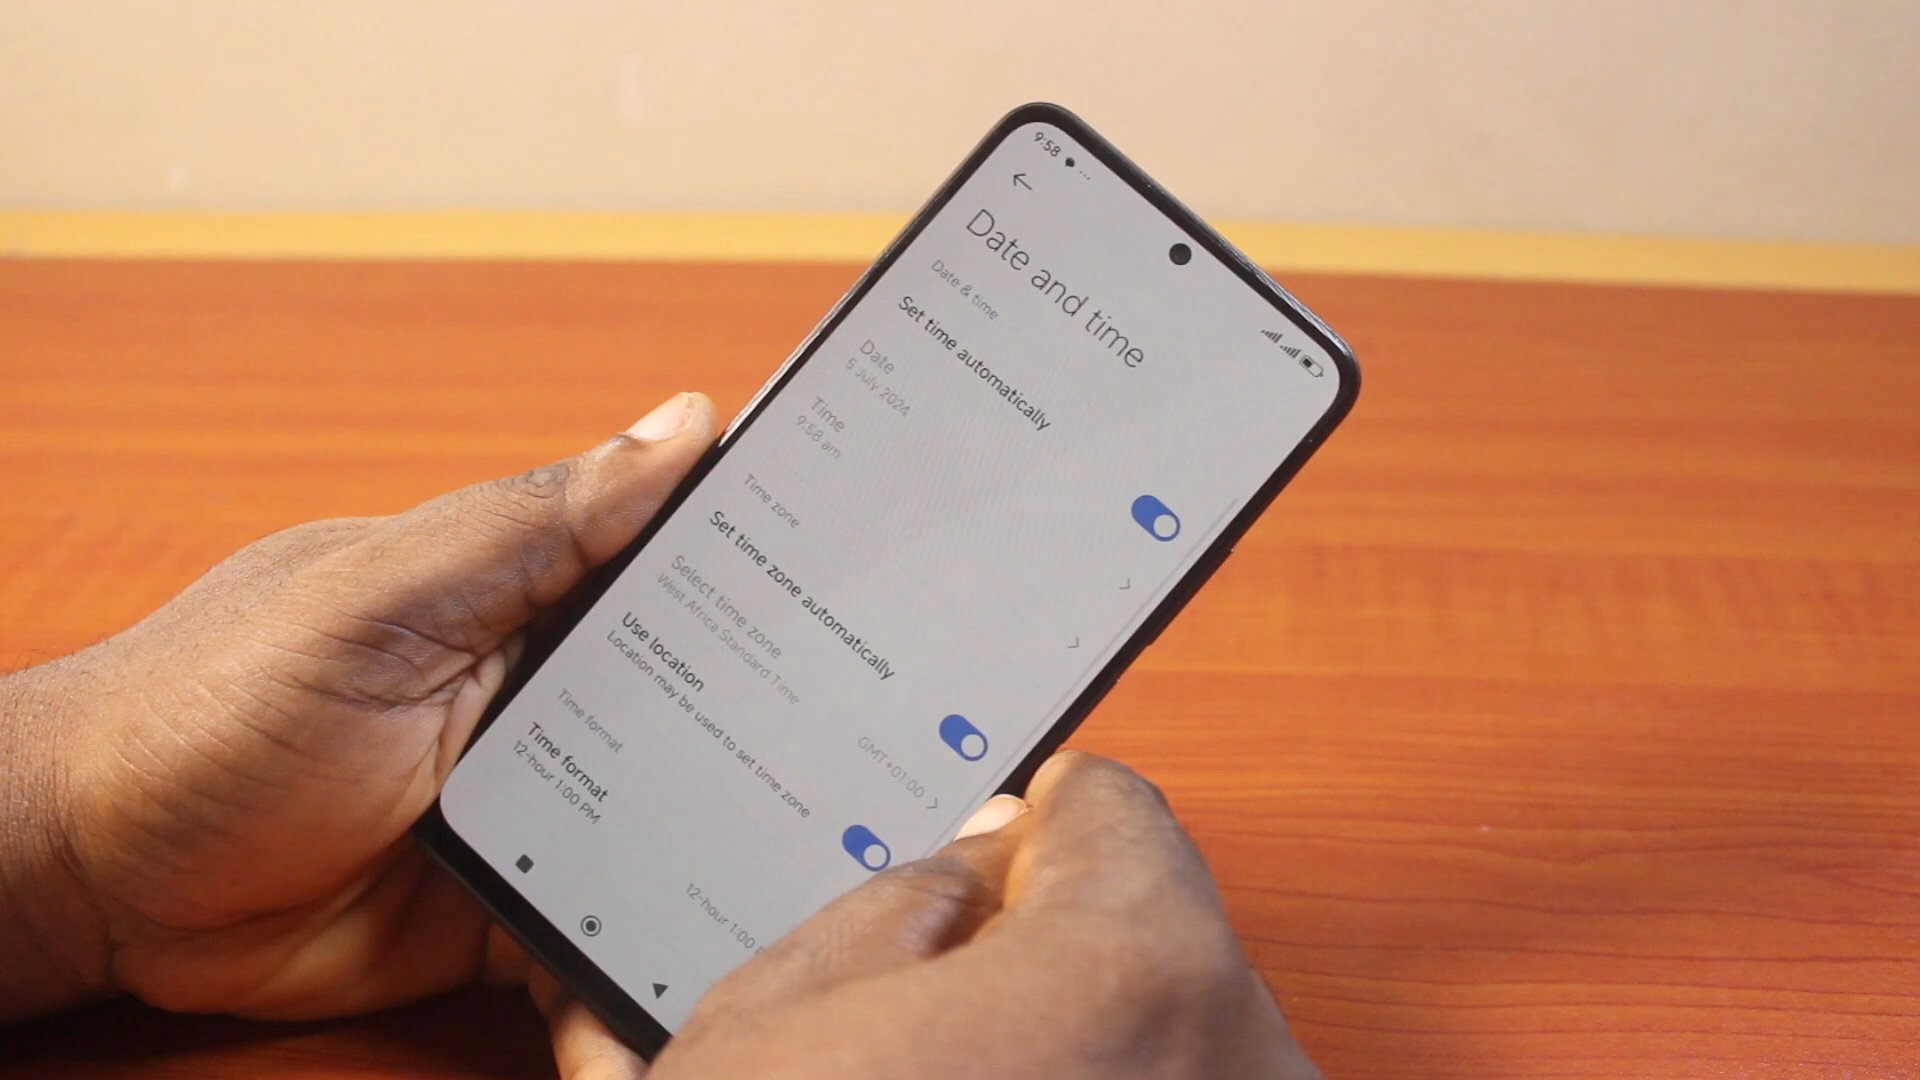 9:58
Date and time
Date & time
Set time automatically
Date
5 July 2024
Time
9:58 am
Time zone
Set time zone automatically
Select time zone
West Africa Standard Time
GMT+01:00
Use location
Location may be used to set time zone
Time format
Time format
12-hour 1:00 PM
12-hour 1:00